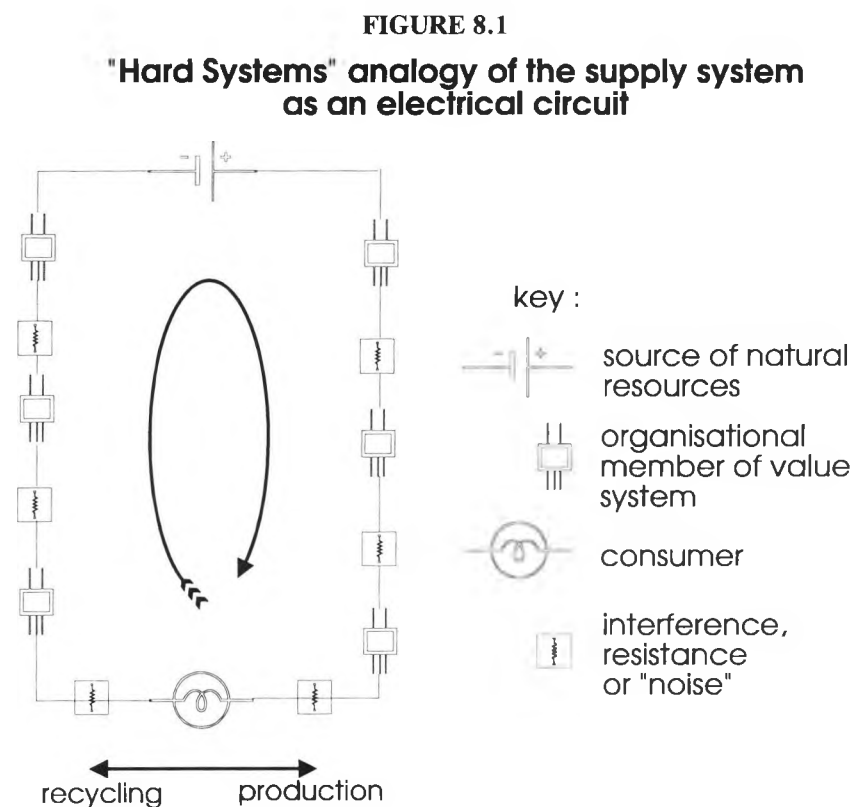 FIGURE 8.1
"Hard Systems" analogy of the supply system
as an electrical circuit
- +
key :
- +
source of natural
resources
organisational
member of value
system
consumer
interference,
resistance
or "noise"
recycling production